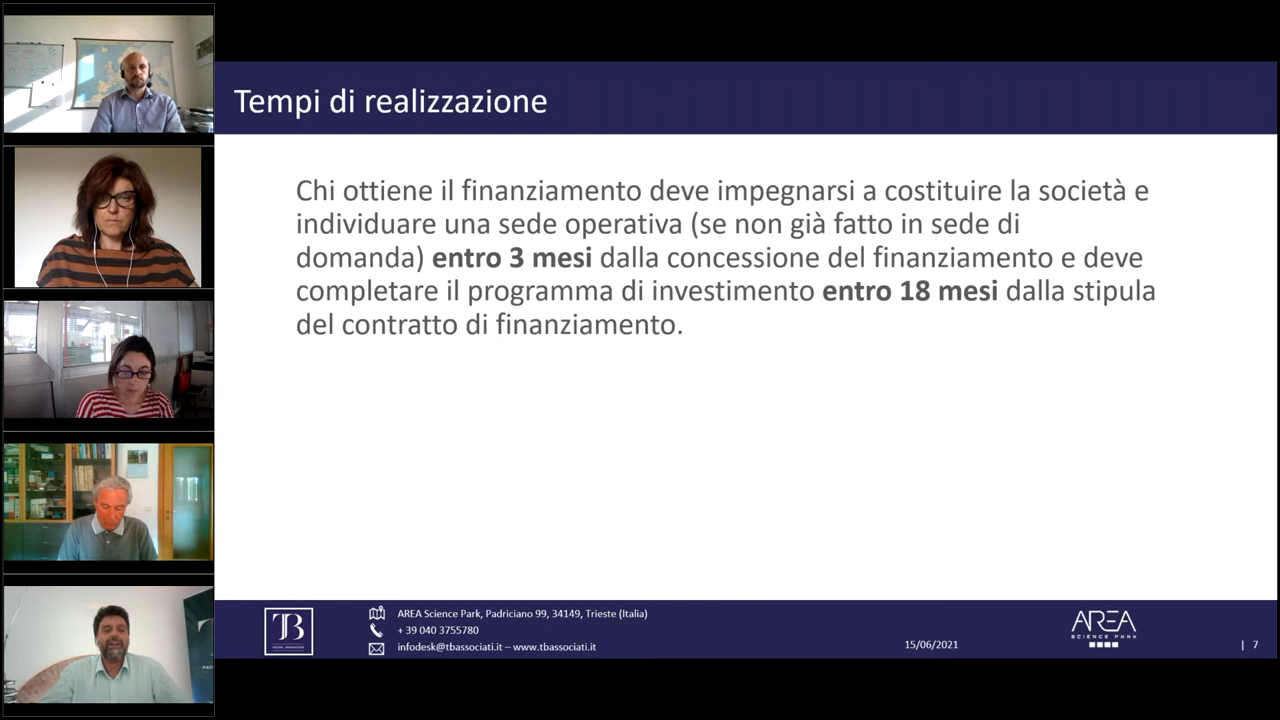 Tempi di realizzazione
Chi ottiene il finanziamento deve impegnarsi a costituire la società e
individuare una sede operativa (se non già fatto in sede di
domanda) entro 3 mesi dalla concessione del finanziamento e deve
completare il programma di investimento entro 18 mesi dalla stipula
del contratto di finanziamento.
TB
AREA Science Park, Padriciano 99, 34149, Trieste (Italia)
+ 39 040 3755780
infodesk@tbassociati.it – www.tbassociati.it
15/06/2021
AREA
SCIENCE PARK
| 7